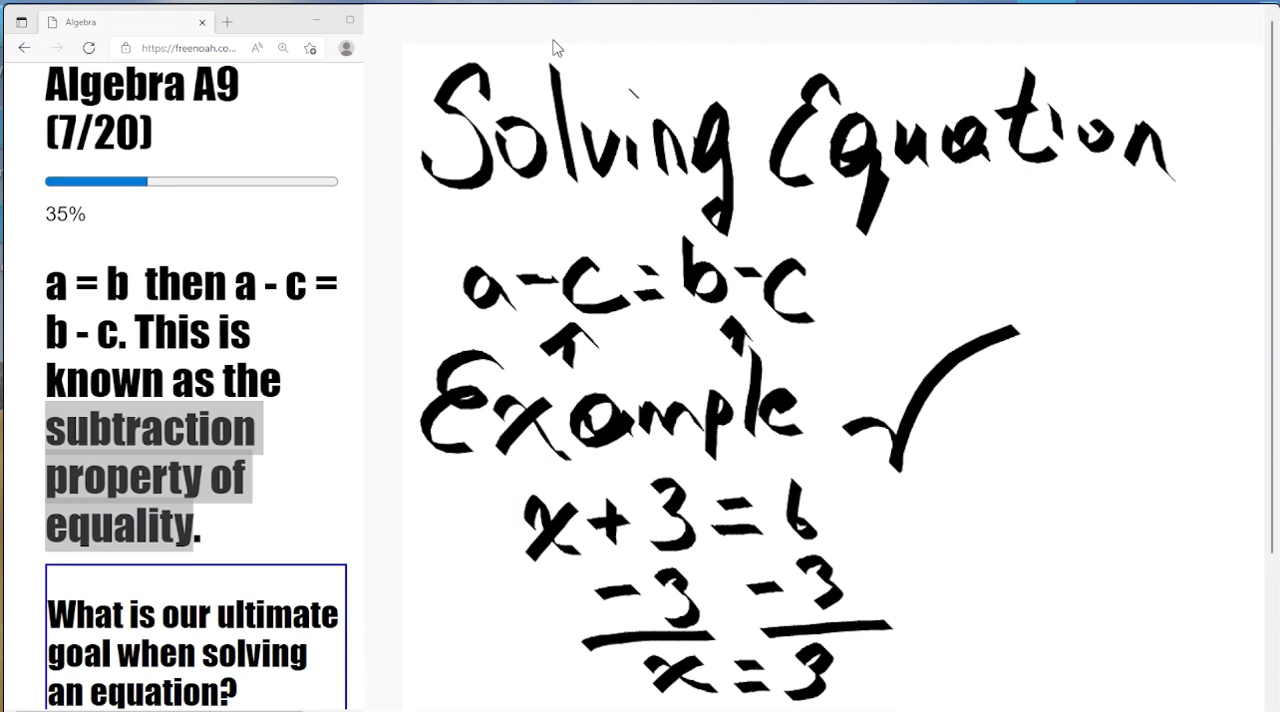 Algebra
https://freenoah.co...
Algebra A9
(7/20)
35%
a = b then a - c =
b - c. This is
known as the
subtraction
property of
equality.
What is our ultimate
goal when solving
an equation?
Solving Equation
a-c=b-c
Example
x+3=6
-3 -3
x=3